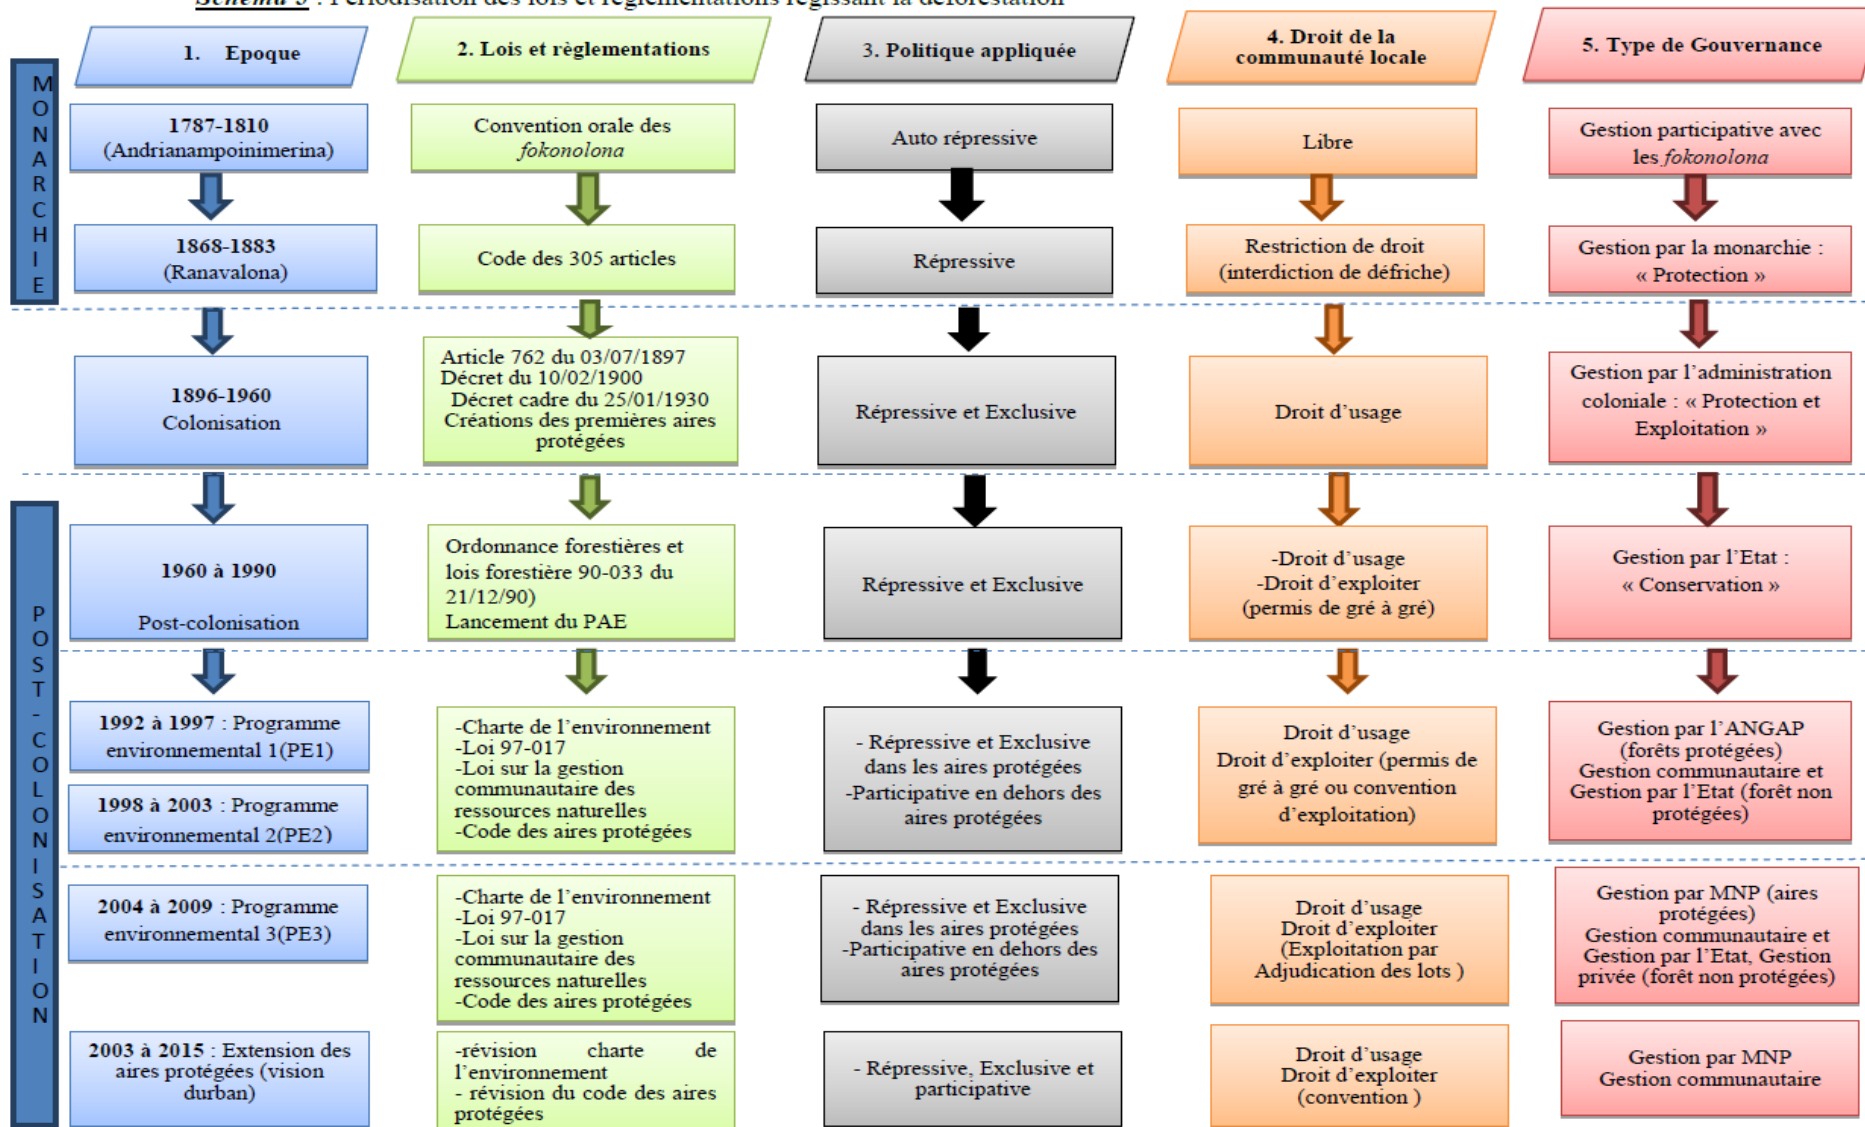 Schéma 3 : Périodisation des lois et règlementations régissant la déforestation
1. Epoque
2. Lois et règlementations
3. Politique appliquée
4. Droit de la
communauté locale
5. Type de Gouvernance
MONARCHIE
1787-1810
(Andrianampoinimerina)
Convention orale des
fokonolona
Auto répressive
Libre
Gestion participative avec
les fokonolona
1868-1883
(Ranavalona)
Code des 305 articles
Répressive
Restriction de droit
(interdiction de défriche)
Gestion par la monarchie :
« Protection »
1896-1960
Colonisation
Article 762 du 03/07/1897
Décret du 10/02/1900
Décret cadre du 25/01/1930
Créations des premières aires
protégées
Répressive et Exclusive
Droit d’usage
Gestion par l’administration
coloniale : « Protection et
Exploitation »
POST-COLONISATION
1960 à 1990
Post-colonisation
Ordonnance forestières et
lois forestière 90-033 du
21/12/90)
Lancement du PAE
Répressive et Exclusive
-Droit d’usage
-Droit d’exploiter
(permis de gré à gré)
Gestion par l’Etat :
« Conservation »
1992 à 1997 : Programme
environnemental 1(PE1)
1998 à 2003 : Programme
environnemental 2(PE2)
-Charte de l’environnement
-Loi 97-017
-Loi sur la gestion
communautaire des
ressources naturelles
-Code des aires protégées
- Répressive et Exclusive
dans les aires protégées
-Participative en dehors des
aires protégées
Droit d’usage
Droit d’exploiter (permis de
gré à gré ou convention
d’exploitation)
Gestion par l’ANGAP
(forêts protégées)
Gestion communautaire et
Gestion par l’Etat (forêt non
protégées)
2004 à 2009 : Programme
environnemental 3(PE3)
-Charte de l’environnement
-Loi 97-017
-Loi sur la gestion
communautaire des
ressources naturelles
-Code des aires protégées
- Répressive et Exclusive
dans les aires protégées
-Participative en dehors des
aires protégées
Droit d’usage
Droit d’exploiter
(Exploitation par
Adjudication des lots )
Gestion par MNP (aires
protégées)
Gestion communautaire et
Gestion par l’Etat, Gestion
privée (forêt non protégées)
2003 à 2015 : Extension des
aires protégées (vision
durban)
-révision charte de
l’environnement
- révision du code des aires
protégées
- Répressive, Exclusive et
participative
Droit d’usage
Droit d’exploiter
(convention )
Gestion par MNP
Gestion communautaire